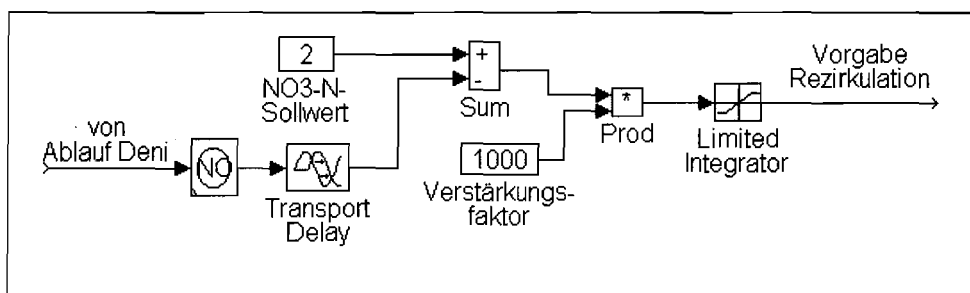 2
NO3-N-
Sollwert
+
-
Sum
Vorgabe
Rezirkulation
*
Prod
Limited
Integrator
von
Ablauf Deni
NO
Transport
Delay
1000
Verstärkungs-
faktor